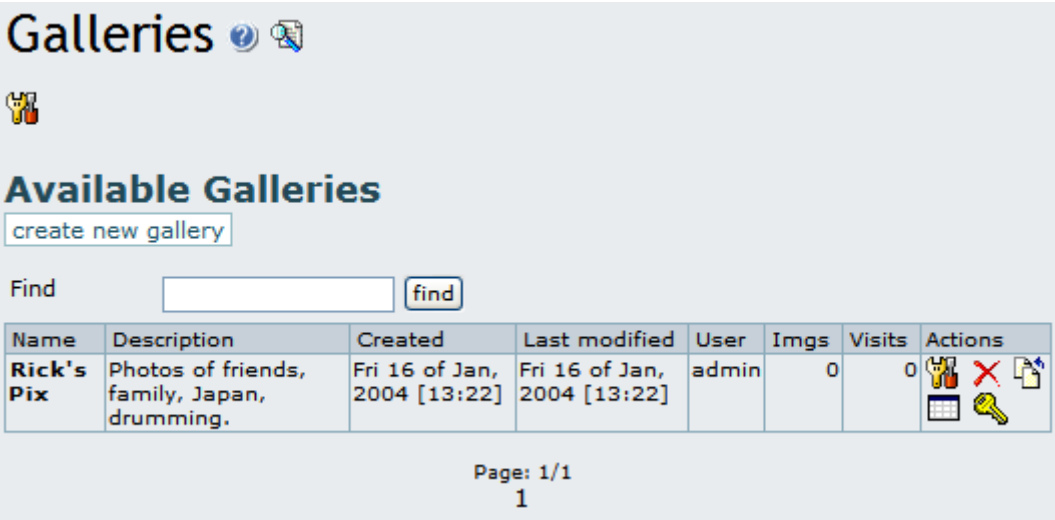 Galleries
Available Galleries
create new gallery
Find find
Name Description Created Last modified User Imgs Visits Actions
Rick's Photos of friends, Fri 16 of Jan, Fri 16 of Jan, admin 0 0
Pix family, Japan, 2004 [13:22] 2004 [13:22]
drumming.
Page: 1/1
1